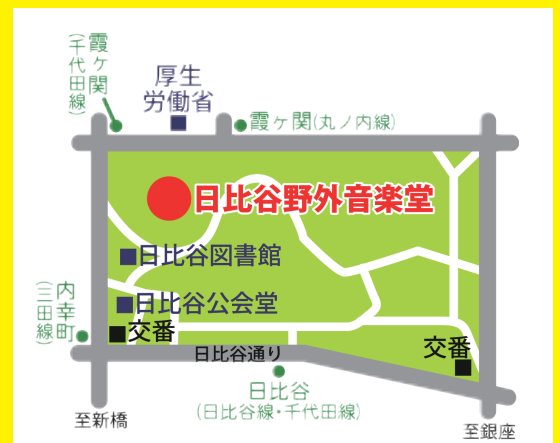 霞ヶ関
(千代田線)
厚生
労働省
霞ヶ関(丸ノ内線)
日比谷野外音楽堂
日比谷図書館
日比谷公会堂
内幸町
(三田線)
交番
日比谷通り
交番
日比谷
(日比谷線・千代田線)
至新橋
至銀座